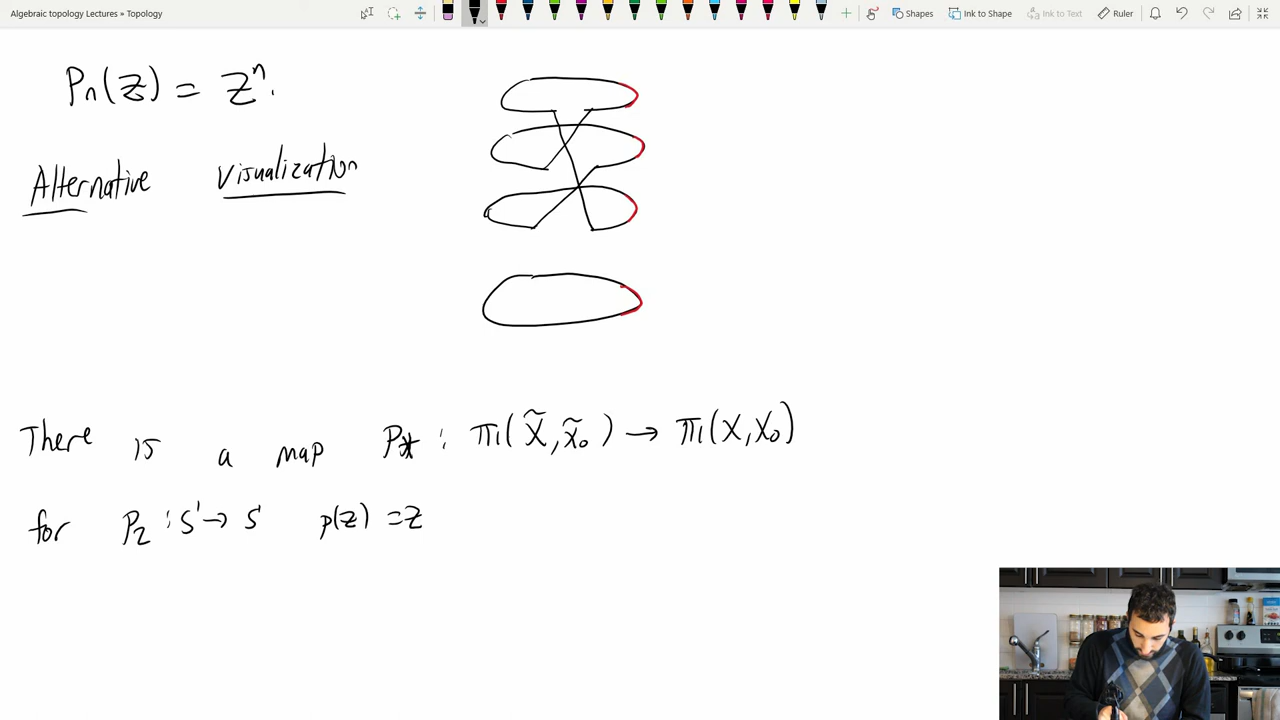 Algebraic topology Lectures » Topology
Shapes
Ink to Shape
Ink to Text
Ruler
Pₙ(z) = zⁿ.
Alternative Visualization
There is a map P* : π₁(X̃, x̃₀) → π₁(X, X₀)
for P₂ : S¹ → S¹ p(z) = z